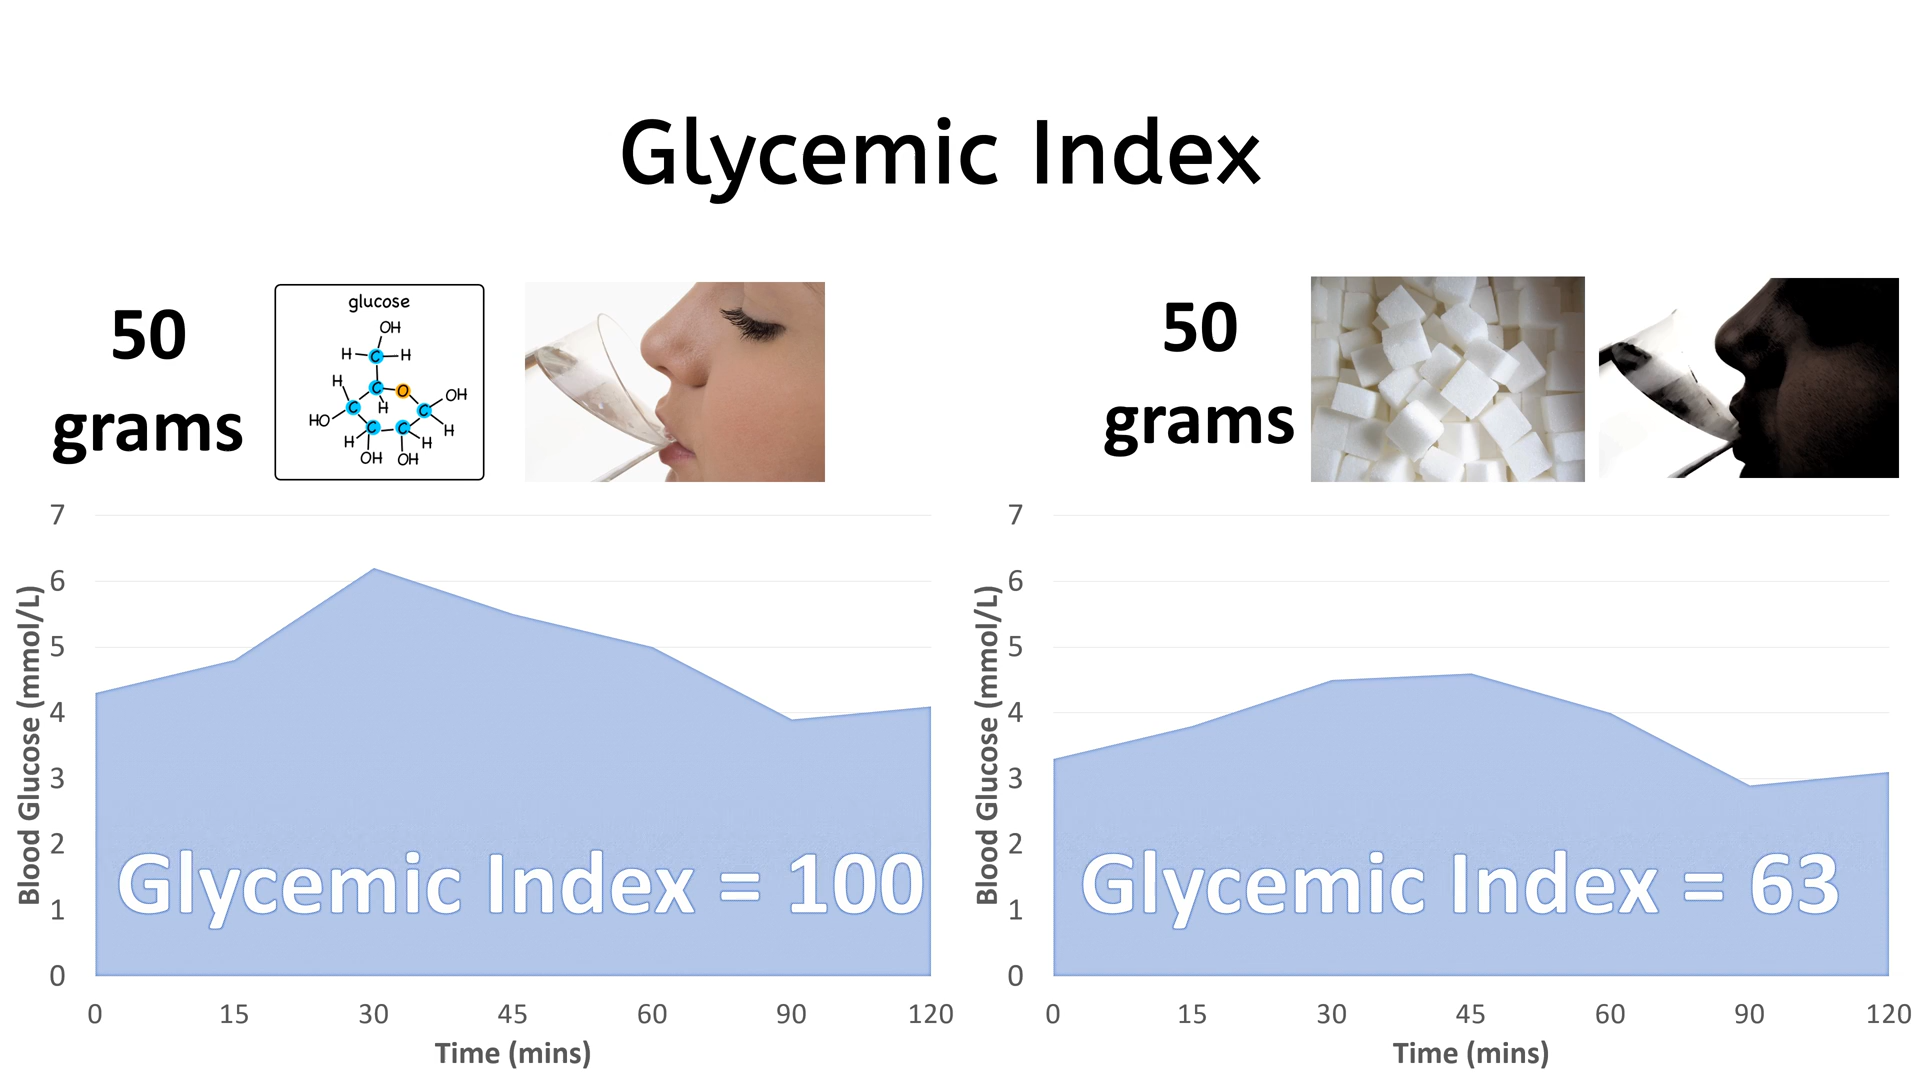 Glycemic Index
50
grams
glucose
OH
H C H
H
C O OH
C H C
HO H
H C C H
OH OH
50
grams
7
6
5
4
3
2
1
0
Blood Glucose (mmol/L)
Glycemic Index = 100
0 15 30 45 60 90 120
Time (mins)
7
6
5
4
3
2
1
0
Blood Glucose (mmol/L)
Glycemic Index = 63
0 15 30 45 60 90 120
Time (mins)